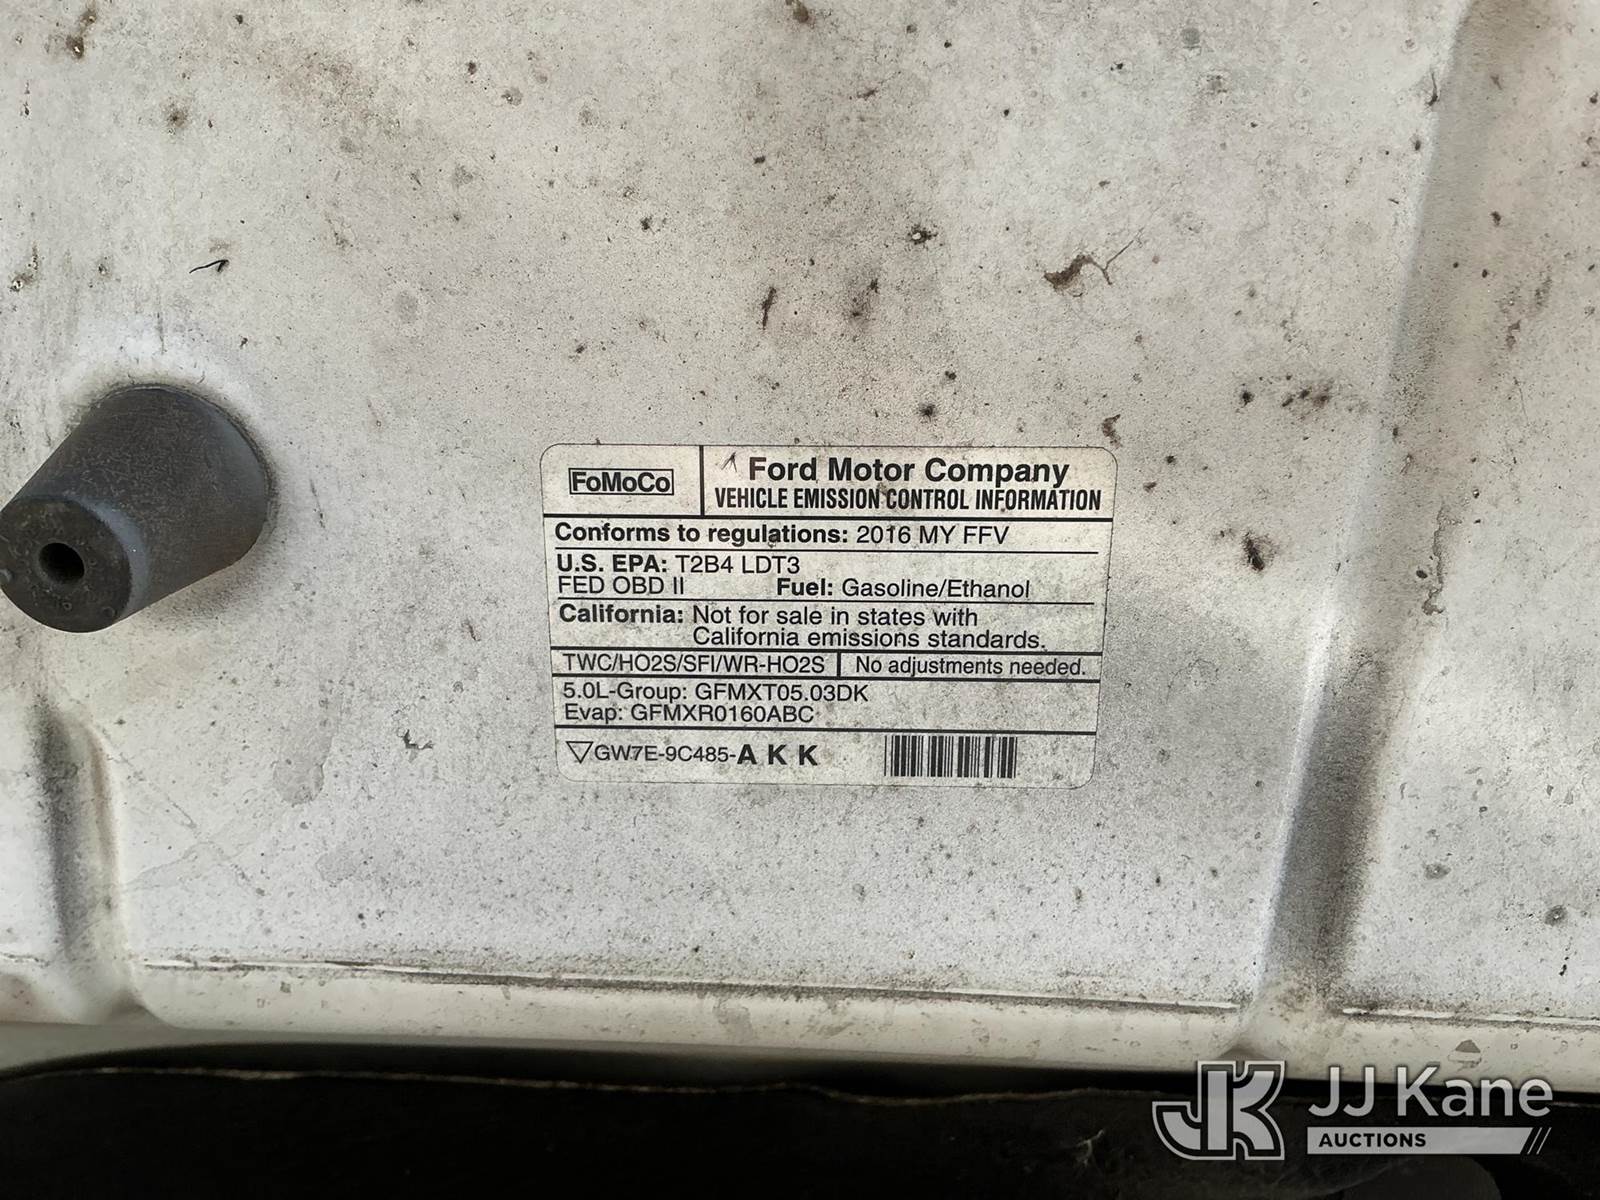 FoMoCo
Ford Motor Company
VEHICLE EMISSION CONTROL INFORMATION
Conforms to regulations: 2016 MY FFV
U.S. EPA: T2B4 LDT3
FED OBD II Fuel: Gasoline/Ethanol
California: Not for sale in states with
California emissions standards.
TWC/HO2S/SFI/WR-HO2S No adjustments needed.
5.0L-Group: GFMXT05.03DK
Evap: GFMXR0160ABC
GW7E-9C485-A K K
JK JJ Kane
AUCTIONS